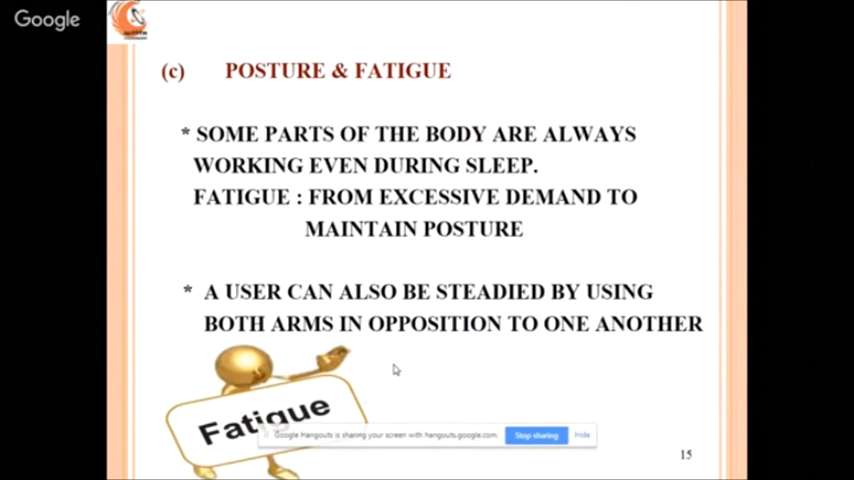 Google
(c) POSTURE & FATIGUE
* SOME PARTS OF THE BODY ARE ALWAYS
WORKING EVEN DURING SLEEP.
FATIGUE : FROM EXCESSIVE DEMAND TO
MAINTAIN POSTURE
* A USER CAN ALSO BE STEADIED BY USING
BOTH ARMS IN OPPOSITION TO ONE ANOTHER
Fatigue
Google Hangouts is sharing your screen with hangouts.google.com. Stop sharing Hide
15